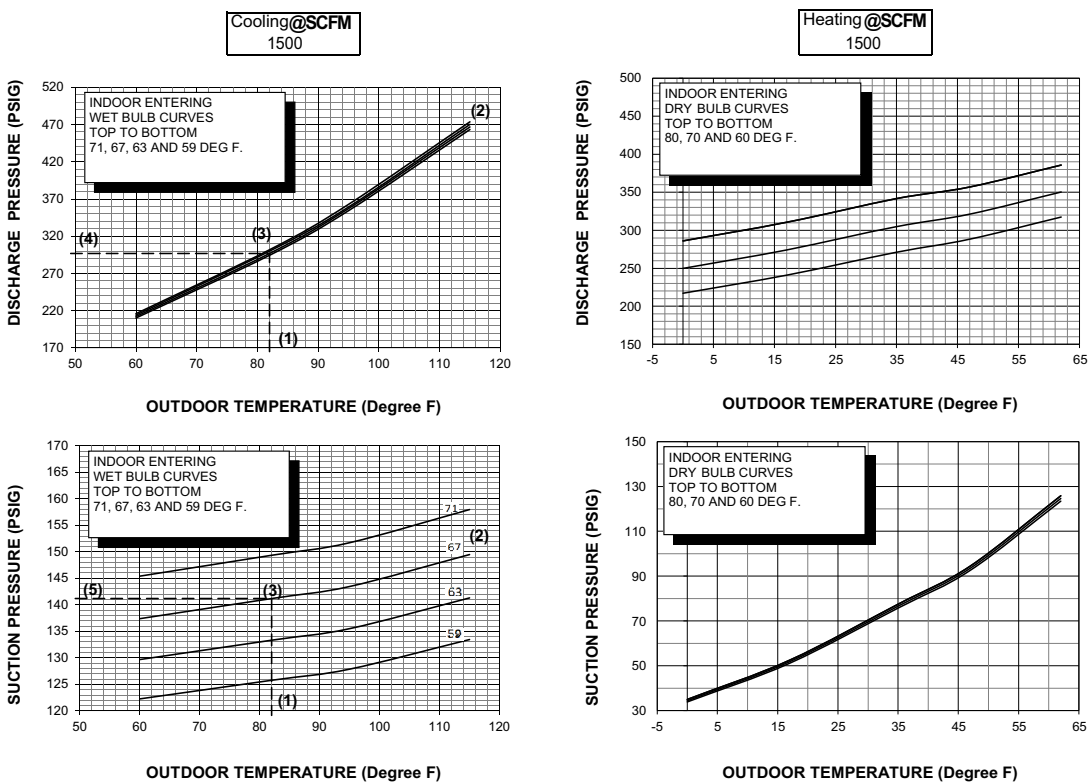 Cooling@SCFM
1500
DISCHARGE PRESSURE (PSIG)
520
470
420
370
320
270
220
170
INDOOR ENTERING
WET BULB CURVES
TOP TO BOTTOM
71, 67, 63 AND 59 DEG F.
(2)
(3)
(4)
(1)
50 60 70 80 90 100 110 120
OUTDOOR TEMPERATURE (Degree F)
Heating@SCFM
1500
DISCHARGE PRESSURE (PSIG)
500
450
400
350
300
250
200
150
INDOOR ENTERING
DRY BULB CURVES
TOP TO BOTTOM
80, 70 AND 60 DEG F.
-5 5 15 25 35 45 55 65
OUTDOOR TEMPERATURE (Degree F)
SUCTION PRESSURE (PSIG)
170
165
160
155
150
145
140
135
130
125
120
INDOOR ENTERING
WET BULB CURVES
TOP TO BOTTOM
71, 67, 63 AND 59 DEG F.
71
67
(2)
63
59
(5)
(3)
(1)
50 60 70 80 90 100 110 120
OUTDOOR TEMPERATURE (Degree F)
SUCTION PRESSURE (PSIG)
150
130
110
90
70
50
30
INDOOR ENTERING
DRY BULB CURVES
TOP TO BOTTOM
80, 70 AND 60 DEG F.
-5 5 15 25 35 45 55 65
OUTDOOR TEMPERATURE (Degree F)